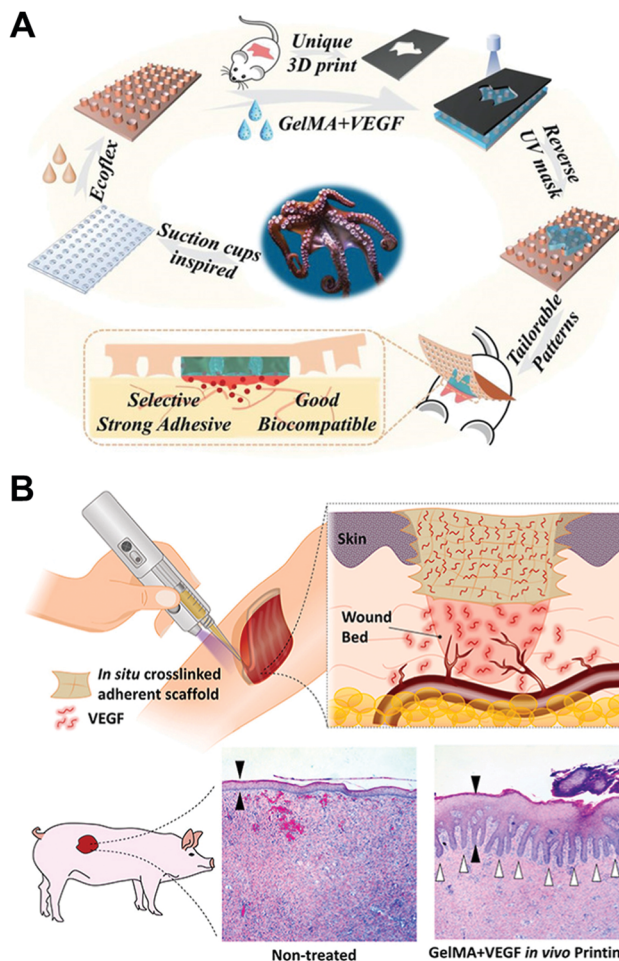 A
Unique
3D print
GelMA+VEGF
Ecoflex
Reverse
UV mask
Suction cups
inspired
Tailorable
Patterns
Selective
Strong Adhesive
Good
Biocompatible
B
Skin
Wound
Bed
In situ crosslinked
adherent scaffold
VEGF
Non-treated
GelMA+VEGF in vivo Printin